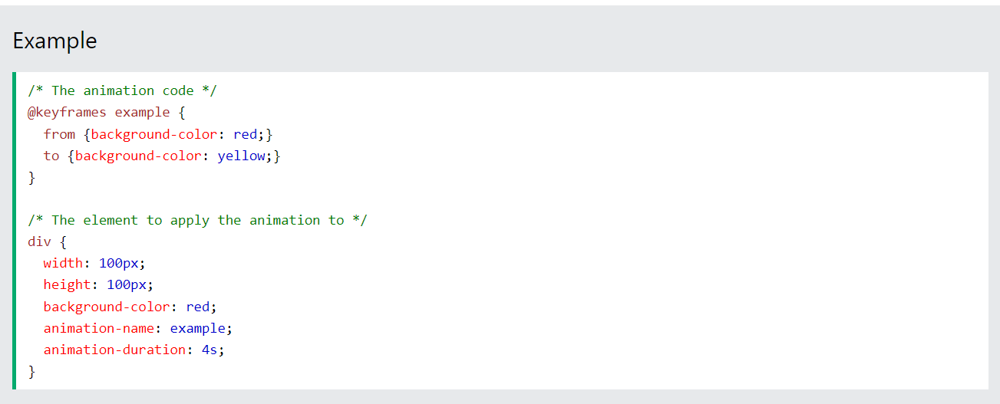 Example
/* The animation code */
@keyframes example {
  from {background-color: red;}
  to {background-color: yellow;}
}
/* The element to apply the animation to */
div {
  width: 100px;
  height: 100px;
  background-color: red;
  animation-name: example;
  animation-duration: 4s;
}